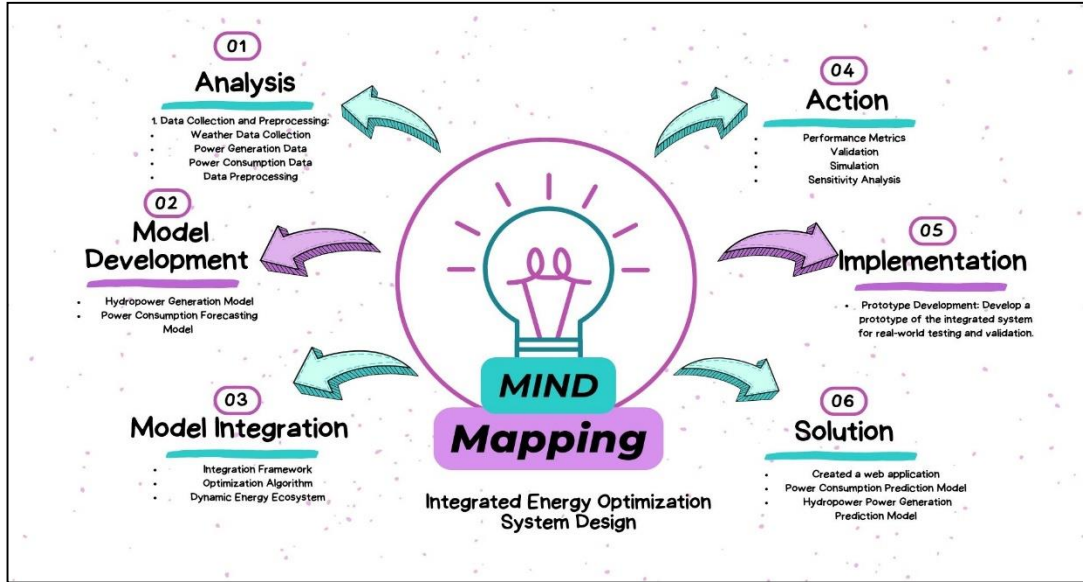 01
Analysis
1. Data Collection and Preprocessing:
• Weather Data Collection
• Power Generation Data
• Power Consumption Data
• Data Preprocessing
02
Model
Development
• Hydropower Generation Model
• Power Consumption Forecasting
Model
03
Model Integration
• Integration Framework
• Optimization Algorithm
• Dynamic Energy Ecosystem
MIND
Mapping
Integrated Energy Optimization
System Design
04
Action
• Performance Metrics
• Validation
• Simulation
• Sensitivity Analysis
05
Implementation
• Prototype Development: Develop a
prototype of the integrated system
for real-world testing and validation.
06
Solution
• Created a web application
• Power Consumption Prediction Model
• Hydropower Power Generation
Prediction Model